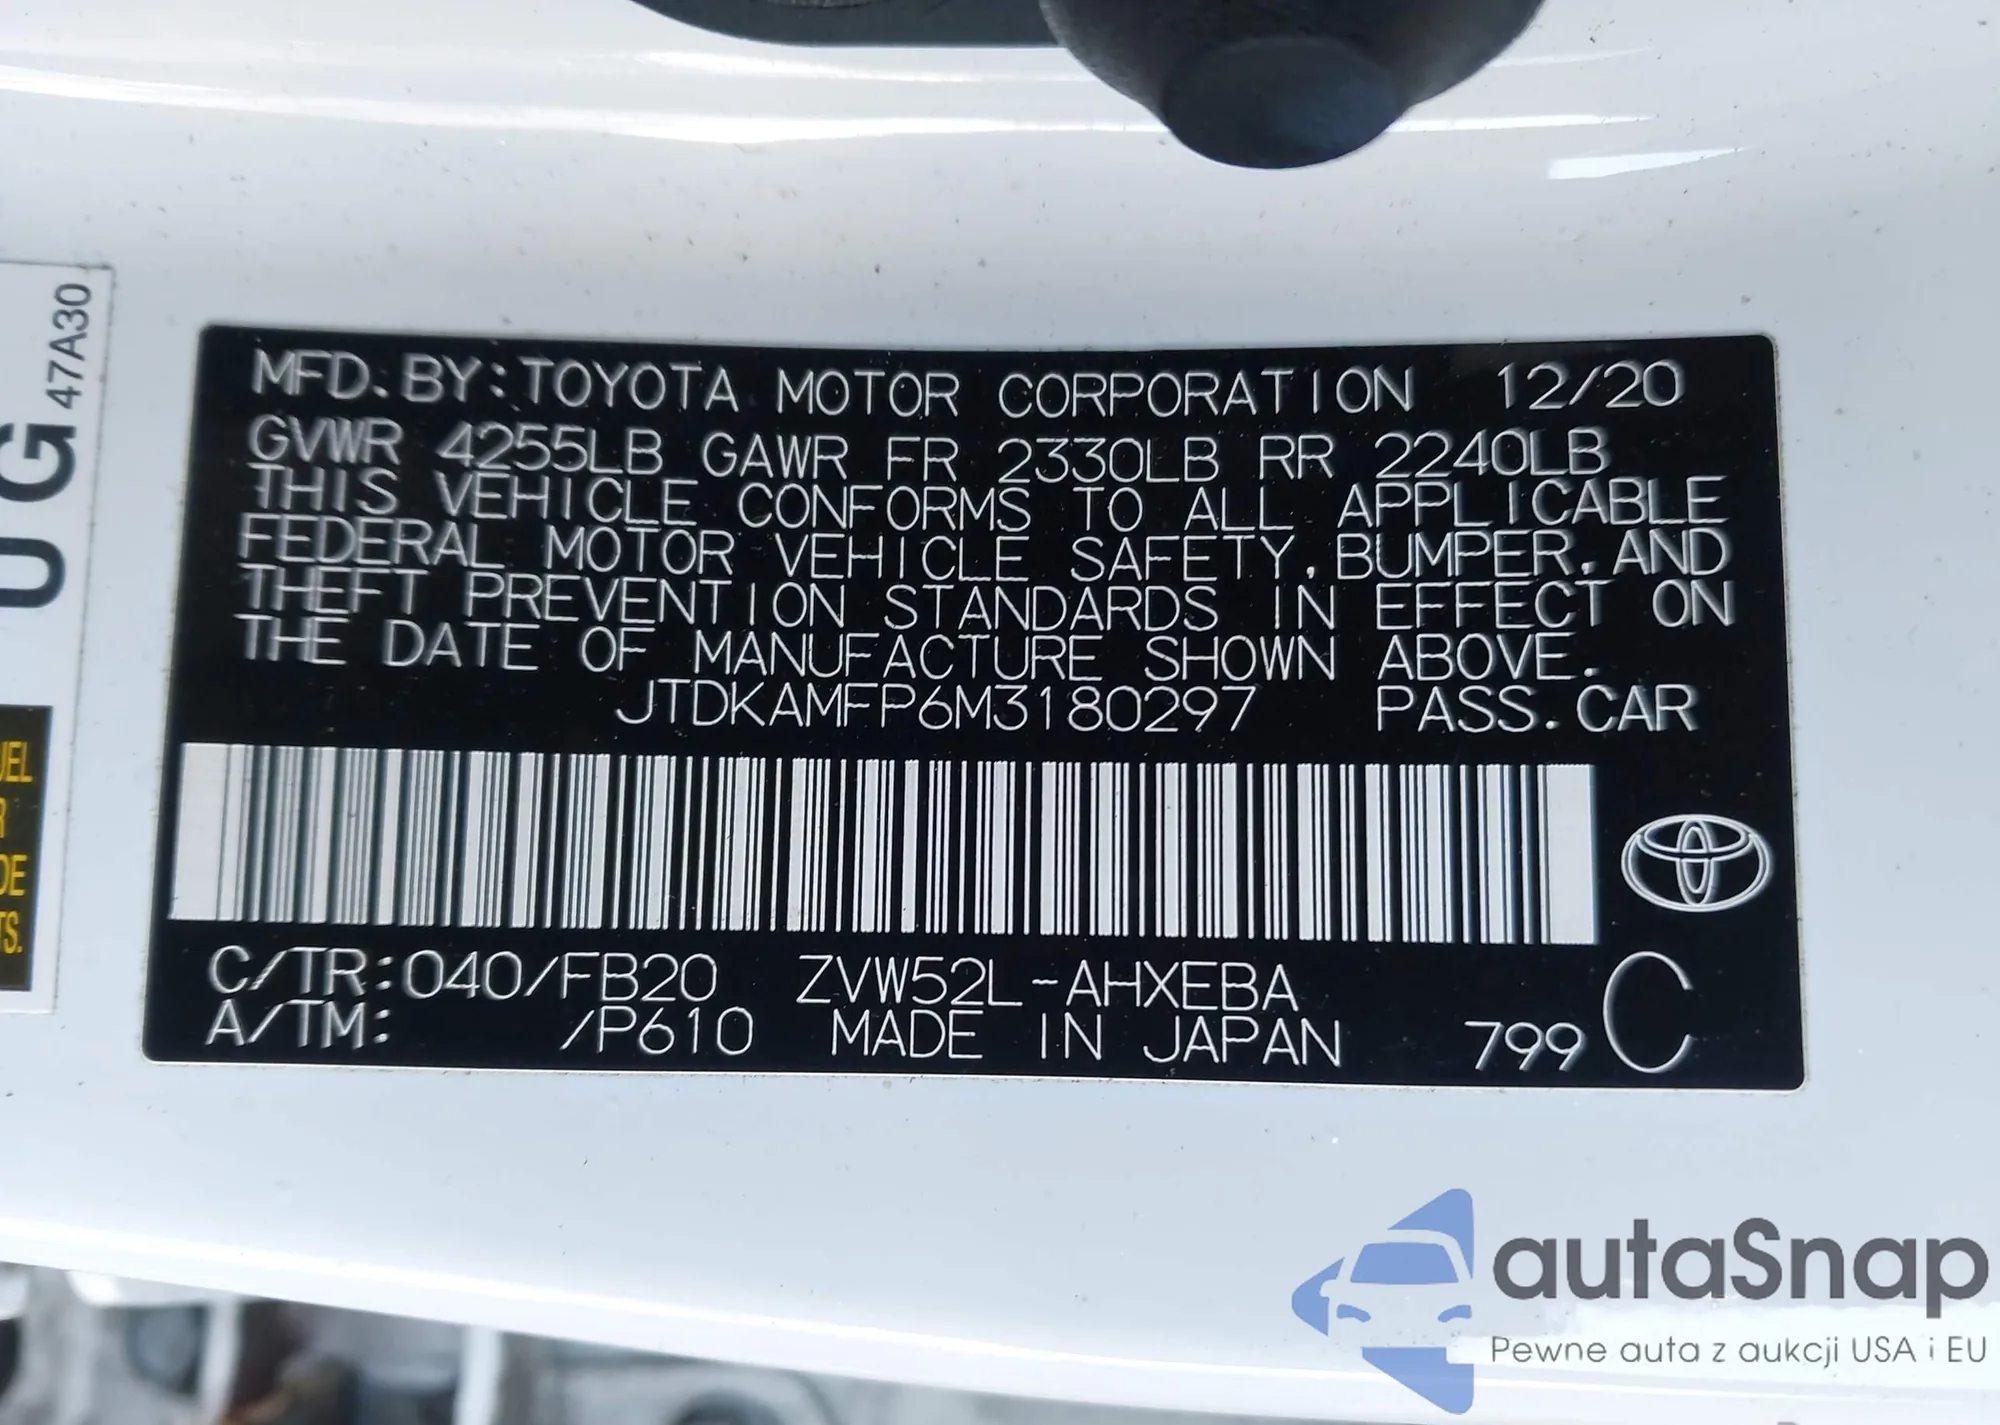 MFD. BY: TOYOTA MOTOR CORPORATION 12/20
GVWR 4255LB GAWR FR 2330LB RR 2240LB
THIS VEHICLE CONFORMS TO ALL APPLICABLE
FEDERAL MOTOR VEHICLE SAFETY, BUMPER, AND
THEFT PREVENTION STANDARDS IN EFFECT ON
THE DATE OF MANUFACTURE SHOWN ABOVE.
JTDKAMFP6M3180297 PASS. CAR
C/TR: 040/FB20 ZVW52L-AHXEBA C
A/TM: /P610 MADE IN JAPAN 799
47A30
UG
UEL
R
DE
TS.
autaSnap
Pewne auta z aukcji USA i EU